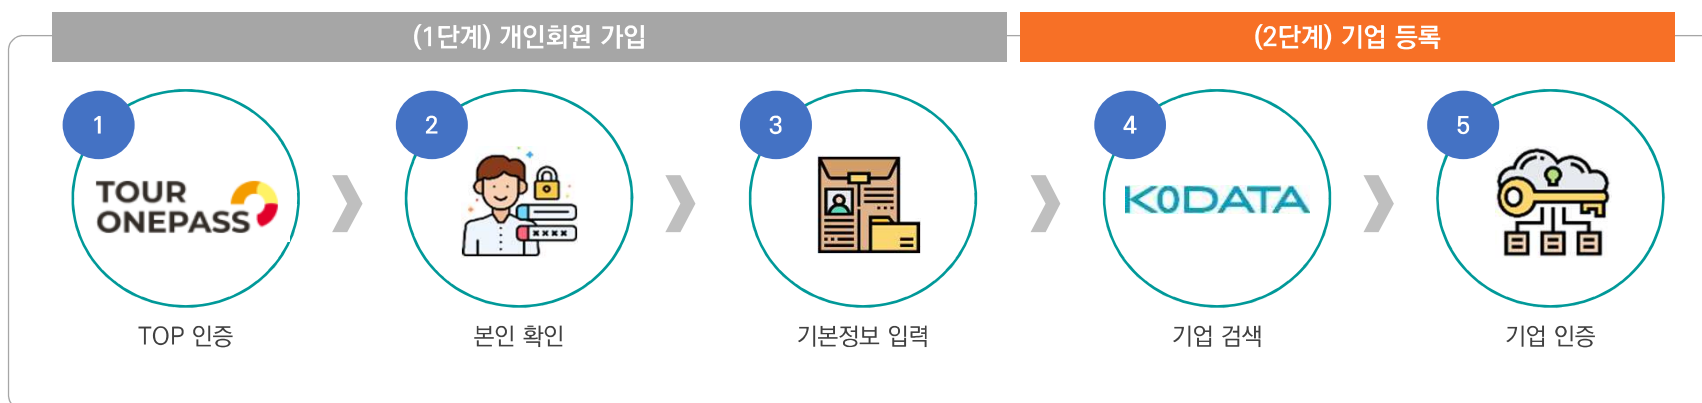 (1단계) 개인회원 가입
(2단계) 기업 등록
1
2
3
4
5
TOUR
ONEPASS
****
KODATA
TOP 인증
본인 확인
기본정보 입력
기업 검색
기업 인증